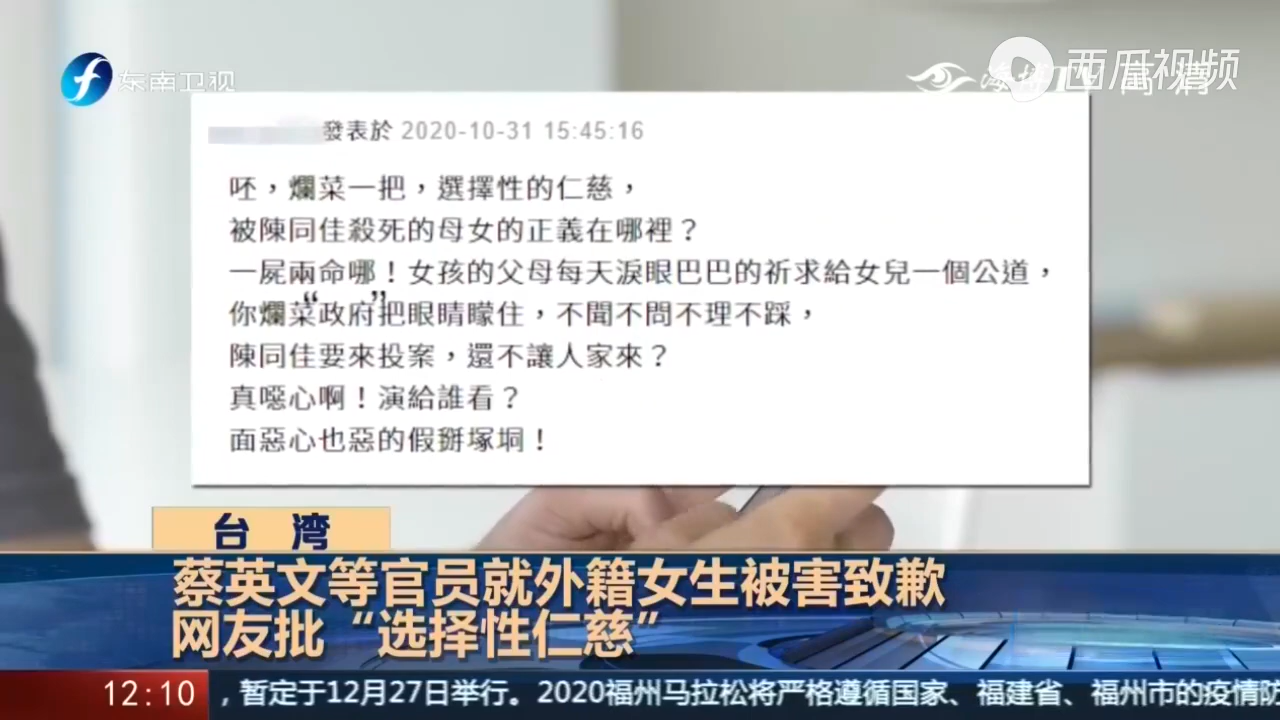 东南卫视
西瓜视频
發表於 2020-10-31 15:45:16
呸，爛菜一把，選擇性的仁慈，
被陳同佳殺死的母女的正義在哪裡？
一屍兩命哪！女孩的父母每天淚眼巴巴的祈求給女兒一個公道，
你爛菜“政府”把眼睛矇住，不聞不問不理不踩，
陳同佳要來投案，還不讓人家來？
真噁心啊！演給誰看？
面惡心也惡的假掰塚垌！
台湾
蔡英文等官员就外籍女生被害致歉
网友批“选择性仁慈”
12:10
，暂定于12月27日举行。2020福州马拉松将严格遵循国家、福建省、福州市的疫情防